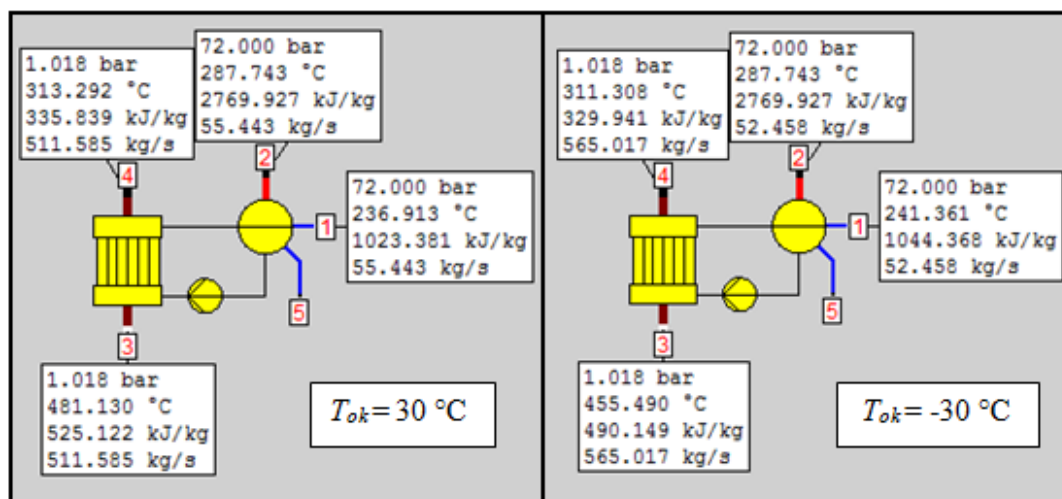 1.018 bar
313.292 °C
335.839 kJ/kg
511.585 kg/s
72.000 bar
287.743 °C
2769.927 kJ/kg
55.443 kg/s
4
2
72.000 bar
236.913 °C
1023.381 kJ/kg
55.443 kg/s
1
5
3
1.018 bar
481.130 °C
525.122 kJ/kg
511.585 kg/s
Tok= 30 °C
1.018 bar
311.308 °C
329.941 kJ/kg
565.017 kg/s
72.000 bar
287.743 °C
2769.927 kJ/kg
52.458 kg/s
4
2
72.000 bar
241.361 °C
1044.368 kJ/kg
52.458 kg/s
1
5
3
1.018 bar
455.490 °C
490.149 kJ/kg
565.017 kg/s
Tok= -30 °C